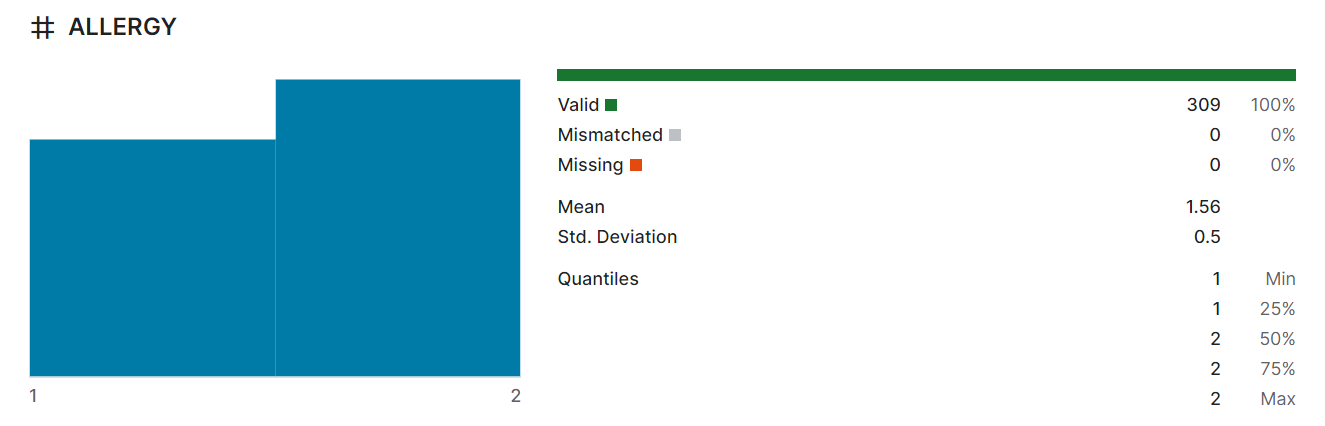 # ALLERGY
Valid 309 100%
Mismatched 0 0%
Missing 0 0%
Mean 1.56
Std. Deviation 0.5
Quantiles 1 Min
1 25%
2 50%
2 75%
2 Max
1 2